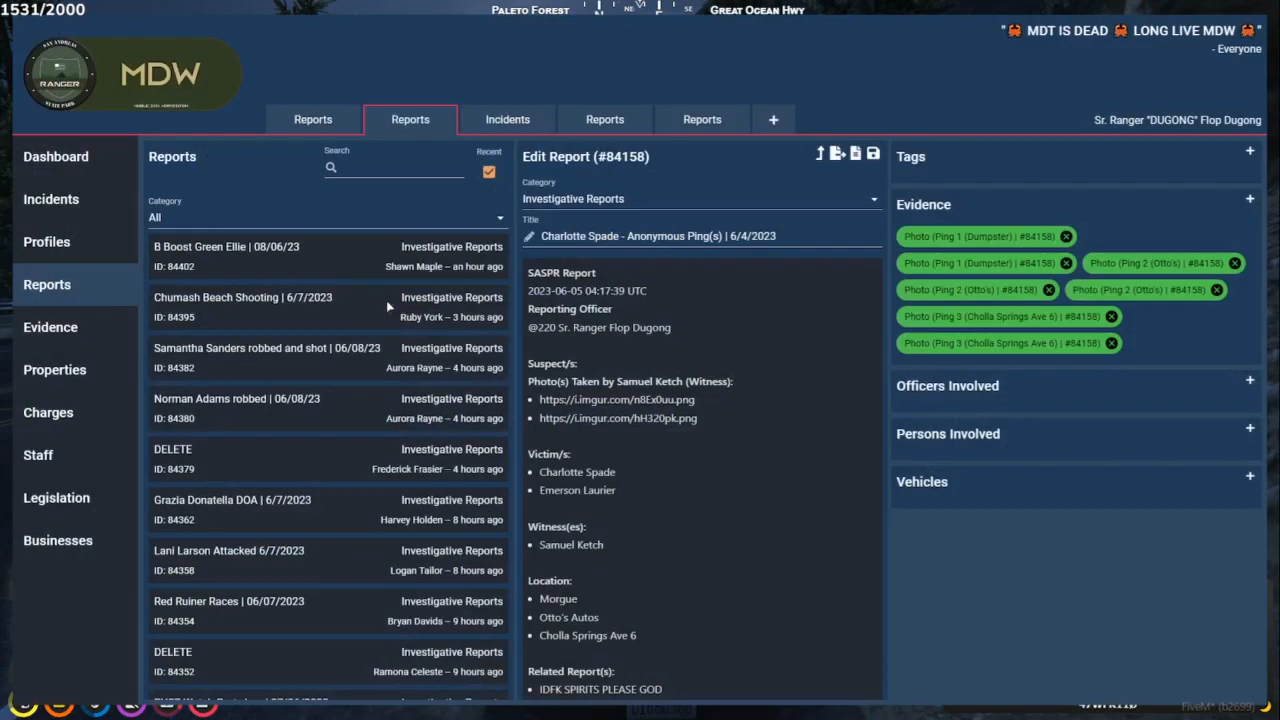 1531/2000
PALETO FOREST
N
NE
E
SE
GREAT OCEAN HWY
" MDT IS DEAD LONG LIVE MDW "
- Everyone
SAN ANDREAS
RANGER
STATE PARK
MDW
Reports
Reports
Incidents
Reports
Reports
+
Sr. Ranger "DUGONG" Flop Dugong
Dashboard
Incidents
Profiles
Reports
Evidence
Properties
Charges
Staff
Legislation
Businesses
Reports
Search
Recent
Category
All
B Boost Green Ellie | 08/06/23 Investigative Reports
ID: 84402 Shawn Maple – an hour ago
Chumash Beach Shooting | 6/7/2023 Investigative Reports
ID: 84395 Ruby York – 3 hours ago
Samantha Sanders robbed and shot | 06/08/23 Investigative Reports
ID: 84382 Aurora Rayne – 4 hours ago
Norman Adams robbed | 06/08/23 Investigative Reports
ID: 84380 Aurora Rayne – 4 hours ago
DELETE Investigative Reports
ID: 84379 Frederick Frasier – 4 hours ago
Grazia Donatella DOA | 6/7/2023 Investigative Reports
ID: 84362 Harvey Holden – 8 hours ago
Lani Larson Attacked 6/7/2023 Investigative Reports
ID: 84358 Logan Tailor – 8 hours ago
Red Ruiner Races | 06/07/2023 Investigative Reports
ID: 84354 Bryan Davids – 9 hours ago
DELETE Investigative Reports
ID: 84352 Ramona Celeste – 9 hours ago
Edit Report (#84158)
Category
Investigative Reports
Title
Charlotte Spade - Anonymous Ping(s) | 6/4/2023
SASPR Report
2023-06-05 04:17:39 UTC
Reporting Officer
@220 Sr. Ranger Flop Dugong
Suspect/s:
Photo(s) Taken by Samuel Ketch (Witness):
• https://i.imgur.com/n8Ex0uu.png
• https://i.imgur.com/hH320pk.png
Victim/s:
• Charlotte Spade
• Emerson Laurier
Witness(es):
• Samuel Ketch
Location:
• Morgue
• Otto's Autos
• Cholla Springs Ave 6
Related Report(s):
• IDFK SPIRITS PLEASE GOD
Tags +
Evidence +
Photo (Ping 1 (Dumpster) | #84158)
Photo (Ping 1 (Dumpster) | #84158) Photo (Ping 2 (Otto's) | #84158)
Photo (Ping 2 (Otto's) | #84158) Photo (Ping 2 (Otto's) | #84158)
Photo (Ping 3 (Cholla Springs Ave 6) | #84158)
Photo (Ping 3 (Cholla Springs Ave 6) | #84158)
Officers Involved +
Persons Involved +
Vehicles +
FiveM* (b2699)